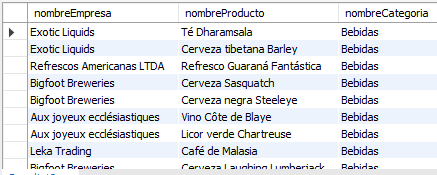 nombreEmpresa nombreProducto nombreCategoria
Exotic Liquids Té Dharamsala Bebidas
Exotic Liquids Cerveza tibetana Barley Bebidas
Refrescos Americanas LTDA Refresco Guaraná Fantástica Bebidas
Bigfoot Breweries Cerveza Sasquatch Bebidas
Bigfoot Breweries Cerveza negra Steeleye Bebidas
Aux joyeux ecclésiastiques Vino Côte de Blaye Bebidas
Aux joyeux ecclésiastiques Licor verde Chartreuse Bebidas
Leka Trading Café de Malasia Bebidas
Bigfoot Breweries Cerveza Laughing Lumberjack Bebidas